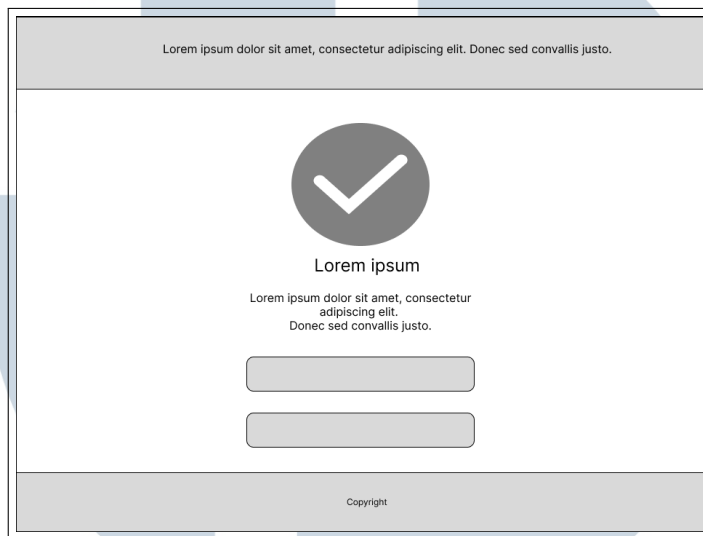 Lorem ipsum dolor sit amet, consectetur adipiscing elit. Donec sed convallis justo.
Lorem ipsum
Lorem ipsum dolor sit amet, consectetur
adipiscing elit.
Donec sed convallis justo.
Copyright